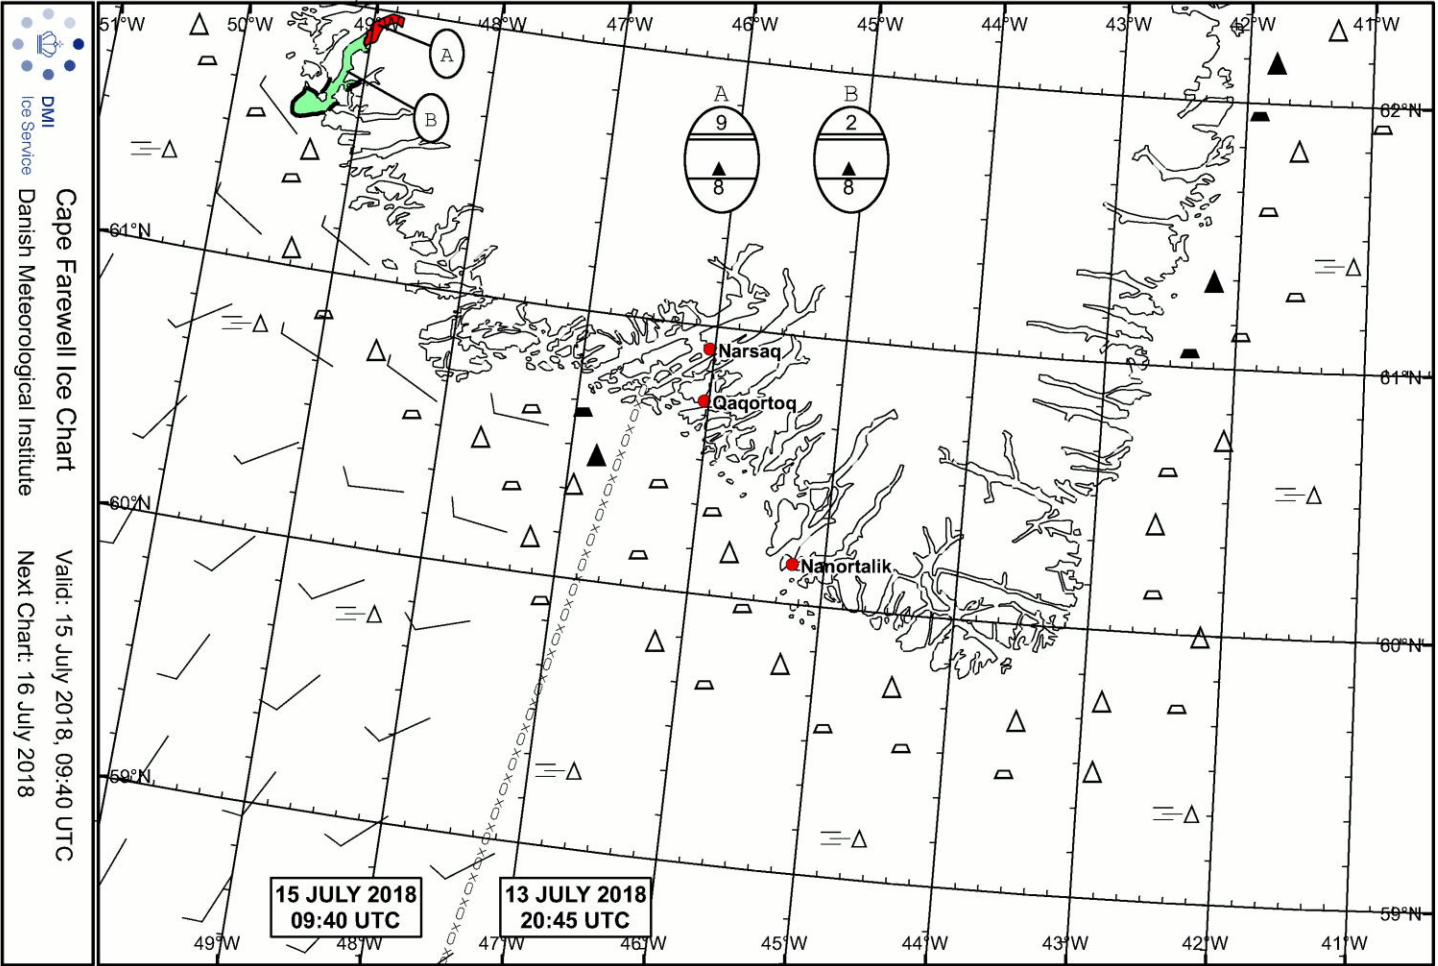 DMI
Ice Service
Cape Farewell Ice Chart
Danish Meteorological Institute
Valid: 15 July 2018, 09:40 UTC
Next Chart: 16 July 2018
51°W
50°W
49°W
48°W
47°W
46°W
45°W
44°W
43°W
42°W
41°W
A
B
A
B
9
8
2
8
62°N
61°N
61°N
Narsaq
Qaqortoq
60°N
Nanortalik
60°N
59°N
59°N
15 JULY 2018
09:40 UTC
13 JULY 2018
20:45 UTC
49°W
48°W
47°W
46°W
45°W
44°W
43°W
42°W
41°W